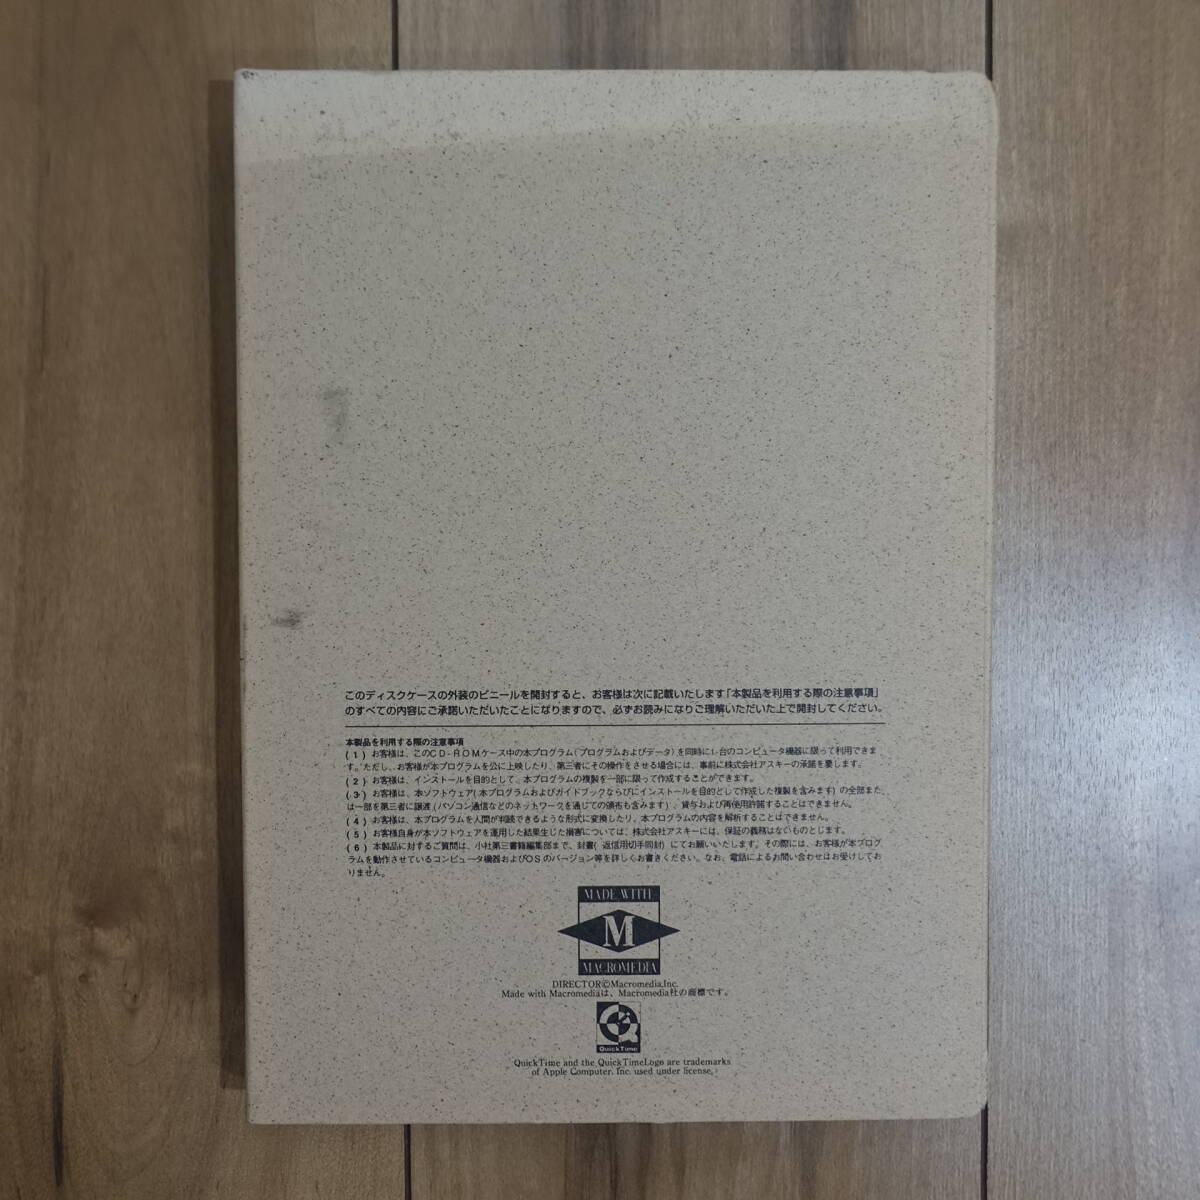 このディスクケースの外装のビニールを開封すると、お客様は次に記載いたします「本製品を利用する際の注意事項」
のすべての内容にご承諾いただいたことになりますので、必ずお読みになりご理解いただいた上で開封してください。
本製品を利用する際の注意事項
(1) お客様は、このCD-ROMケース中の本プログラム(プログラムおよびデータ)を同時に1台のコンピュータ機器に限って利用できま
す。ただし、お客様が本プログラムを公に上映したり、第三者にその操作をさせる場合には、事前に株式会社アスキーの承諾を要します。
(2) お客様は、インストールを目的として、本プログラムの複製を一部に限って作成することができます。
(3) お客様は、本ソフトウェア(本プログラムおよびガイドブックならびにインストールを目的として作成した複製を含みます)の全部また
は一部を第三者に譲渡(パソコン通信などのネットワークを通じての頒布も含みます)、貸与および再使用許諾することはできません。
(4) お客様は、本プログラムを人間が判読できるような形式に変換したり、本プログラムの内容を解析することはできません。
(5) お客様自身が本ソフトウェアを運用した結果生じた損害については、株式会社アスキーには、保証の義務はないものとします。
(6) 本製品に対するご質問は、小社第三書籍編集部まで、封書(返信用切手同封)にてお願いいたします。その際には、お客様が本プログ
ラムを動作させているコンピュータ機器およびOSのバージョン等を詳しくお書きください。なお、電話によるお問い合わせはお受けしてお
りません。
MADE WITH
M
MACROMEDIA
DIRECTOR©Macromedia,Inc.
Made with Macromediaは、Macromedia社の商標です。
QuickTime
QuickTime and the QuickTimeLogo are trademarks
of Apple Computer, Inc. used under license.